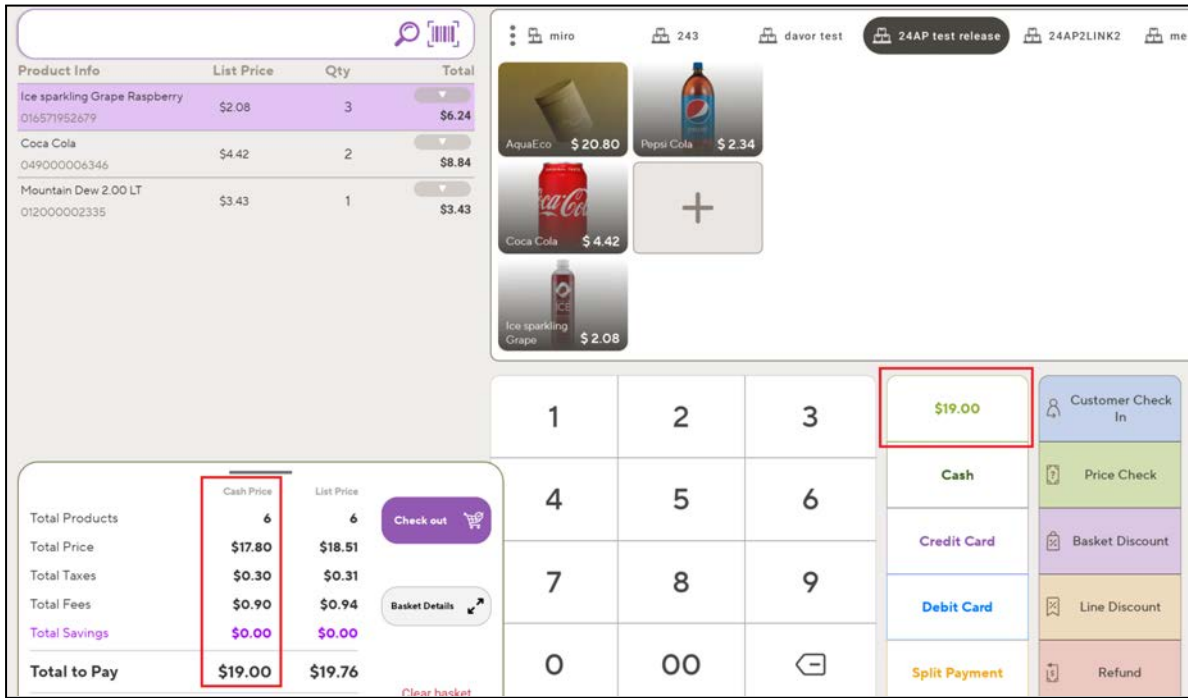 miro
243
davor test
24AP test release
24AP2LINK2
me
Product Info List Price Qty Total
Ice sparkling Grape Raspberry
016571952679
$2.08 3 $6.24
Coca Cola
049000006346
$4.42 2 $8.84
Mountain Dew 2.00 LT
012000002335
$3.43 1 $3.43
AquaEco $20.80
Pepsi Cola $2.34
Coca Cola $4.42
Ice sparkling
Grape $2.08
Cash Price List Price
Total Products 6 6
Total Price $17.80 $18.51
Total Taxes $0.30 $0.31
Total Fees $0.90 $0.94
Total Savings $0.00 $0.00
Total to Pay $19.00 $19.76
Check out
Basket Details
Clear basket
1 2 3
4 5 6
7 8 9
0 00
$19.00
Cash
Credit Card
Debit Card
Split Payment
Customer Check
In
Price Check
Basket Discount
Line Discount
Refund